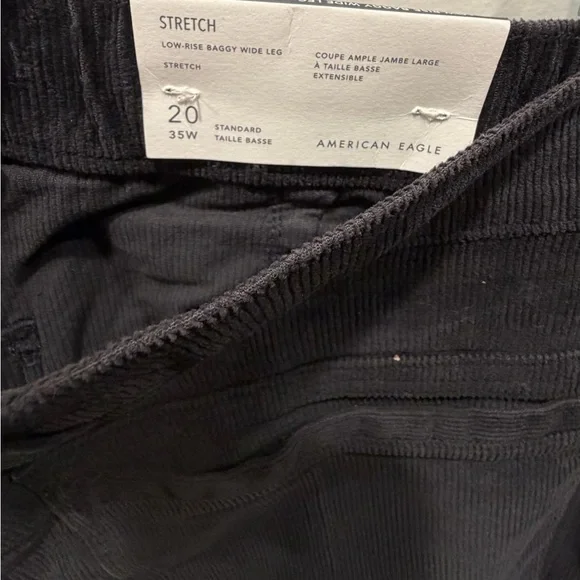 STRETCH
LOW-RISE BAGGY WIDE LEG
STRETCH
COUPE AMPLE JAMBE LARGE
À TAILLE BASSE
EXTENSIBLE
20
35W
STANDARD
TAILLE BASSE
AMERICAN EAGLE